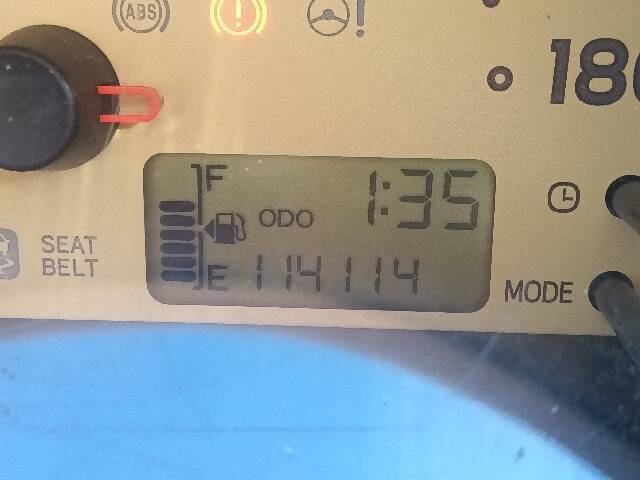 ABS
!
!
180
F
1:35
ODO
E 114114
SEAT
BELT
MODE